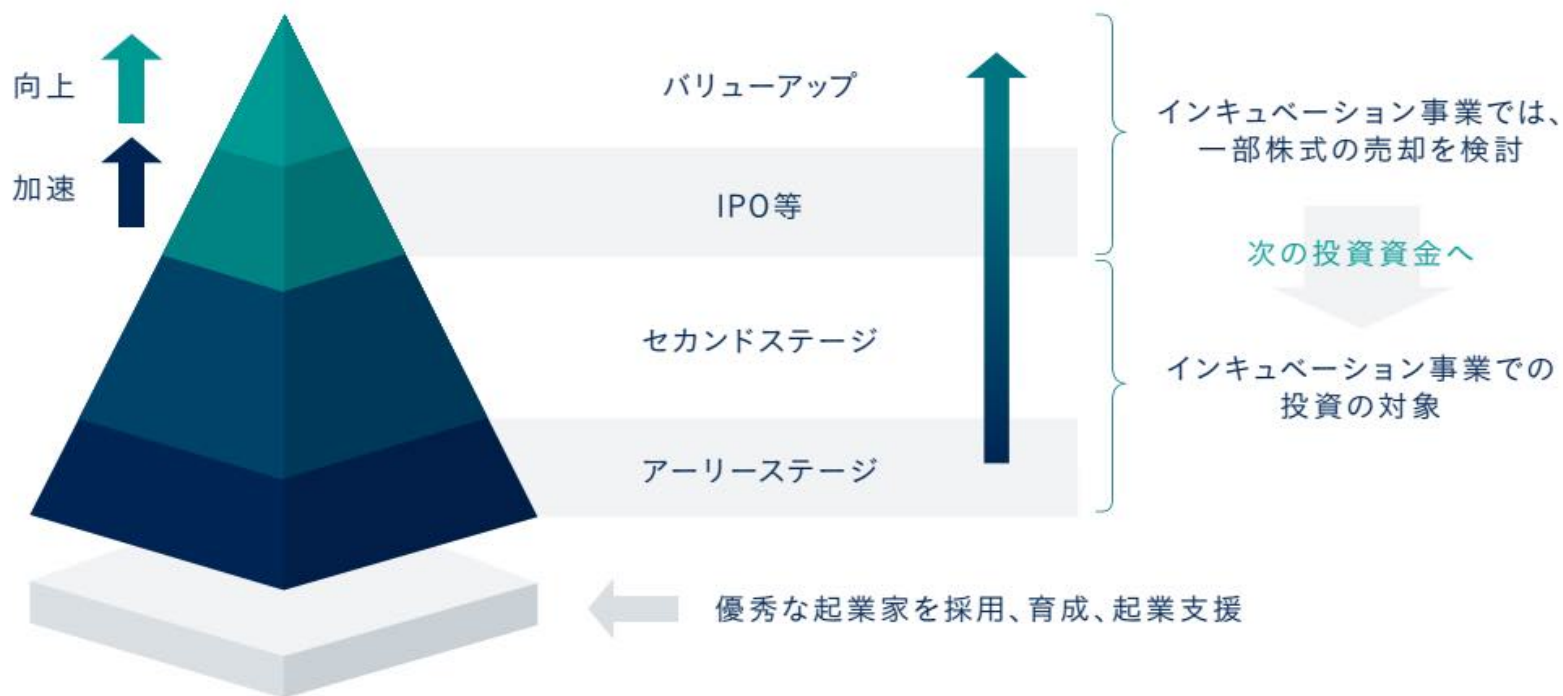 向上
加速
バリューアップ
IPO等
セカンドステージ
アーリーステージ
インキュベーション事業では、
一部株式の売却を検討
次の投資資金へ
インキュベーション事業での
投資の対象
優秀な起業家を採用、育成、起業支援